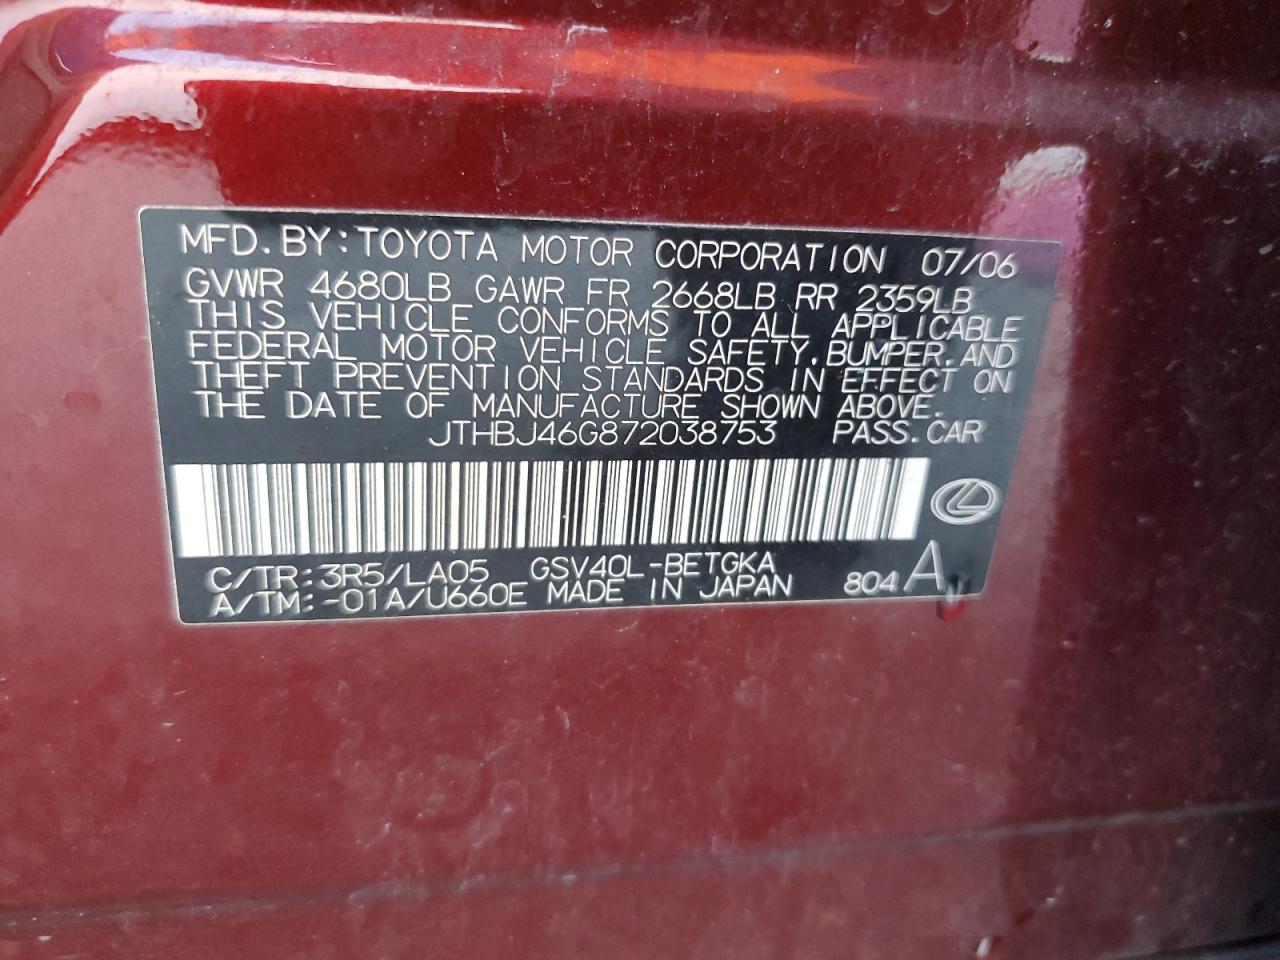 MFD. BY: TOYOTA MOTOR CORPORATION 07/06
GVWR 4680LB GAWR FR 2668LB RR 2359LB
THIS VEHICLE CONFORMS TO ALL APPLICABLE
FEDERAL MOTOR VEHICLE SAFETY, BUMPER, AND
THEFT PREVENTION STANDARDS IN EFFECT ON
THE DATE OF MANUFACTURE SHOWN ABOVE.
JTHBJ46G872038753 PASS. CAR
C/TR: 3R5/LA05 GSV40L-BETGKA
A/TM: -01A/U660E MADE IN JAPAN 804 A